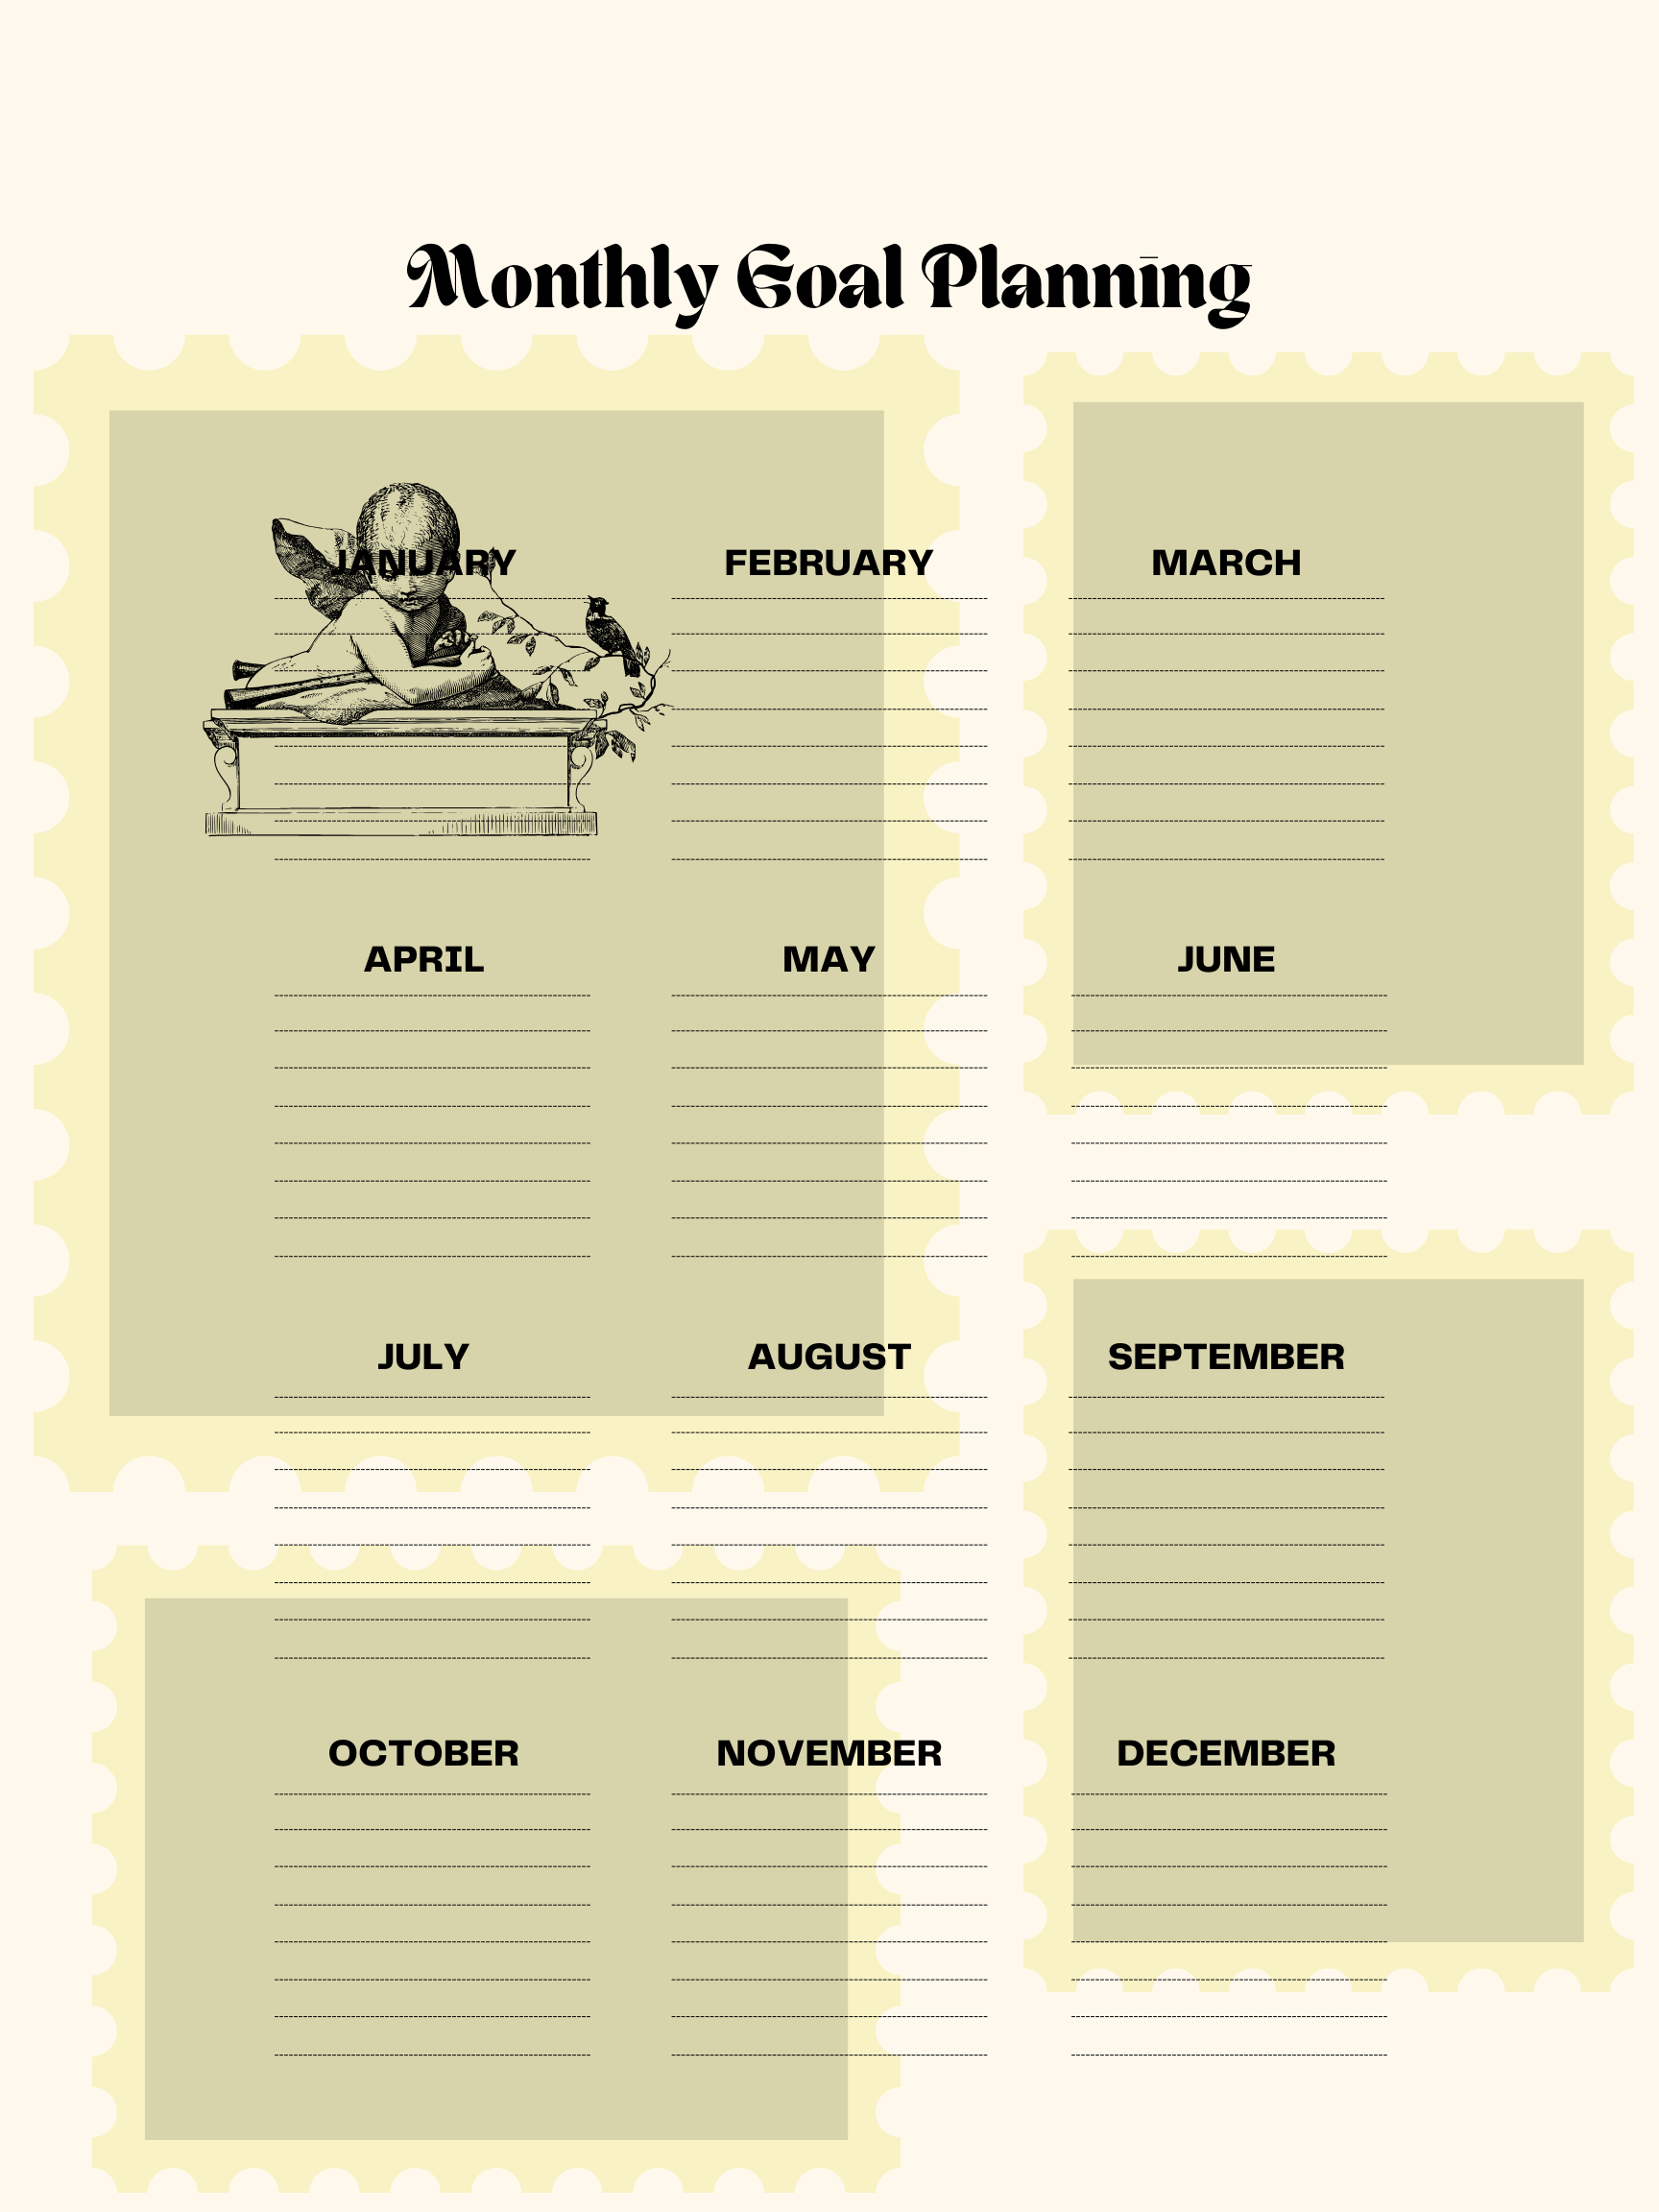 Monthly Goal Planning
JANUARY FEBRUARY MARCH
APRIL MAY JUNE
JULY AUGUST SEPTEMBER
OCTOBER NOVEMBER DECEMBER